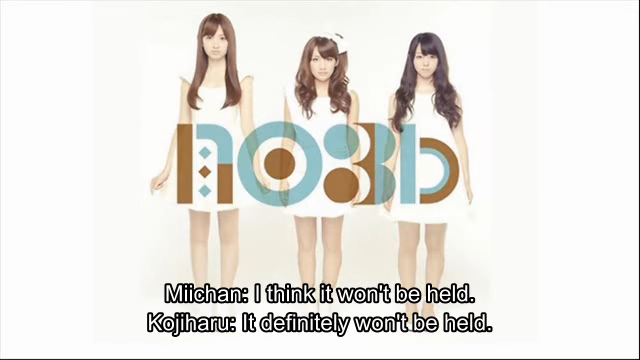 no3b
Miichan: I think it won't be held.
Kojiharu: It definitely won't be held.